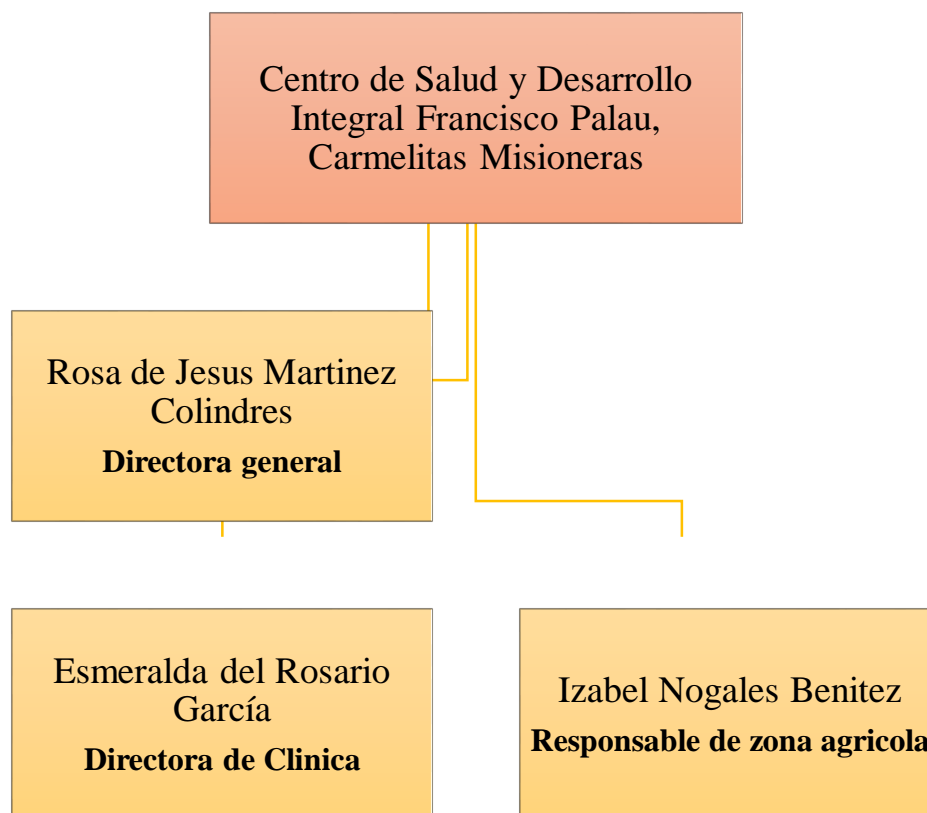 Centro de Salud y Desarrollo
Integral Francisco Palau,
Carmelitas Misioneras
Rosa de Jesus Martinez
Colindres
Directora general
Esmeralda del Rosario
García
Directora de Clinica
Izabel Nogales Benitez
Responsable de zona agricola